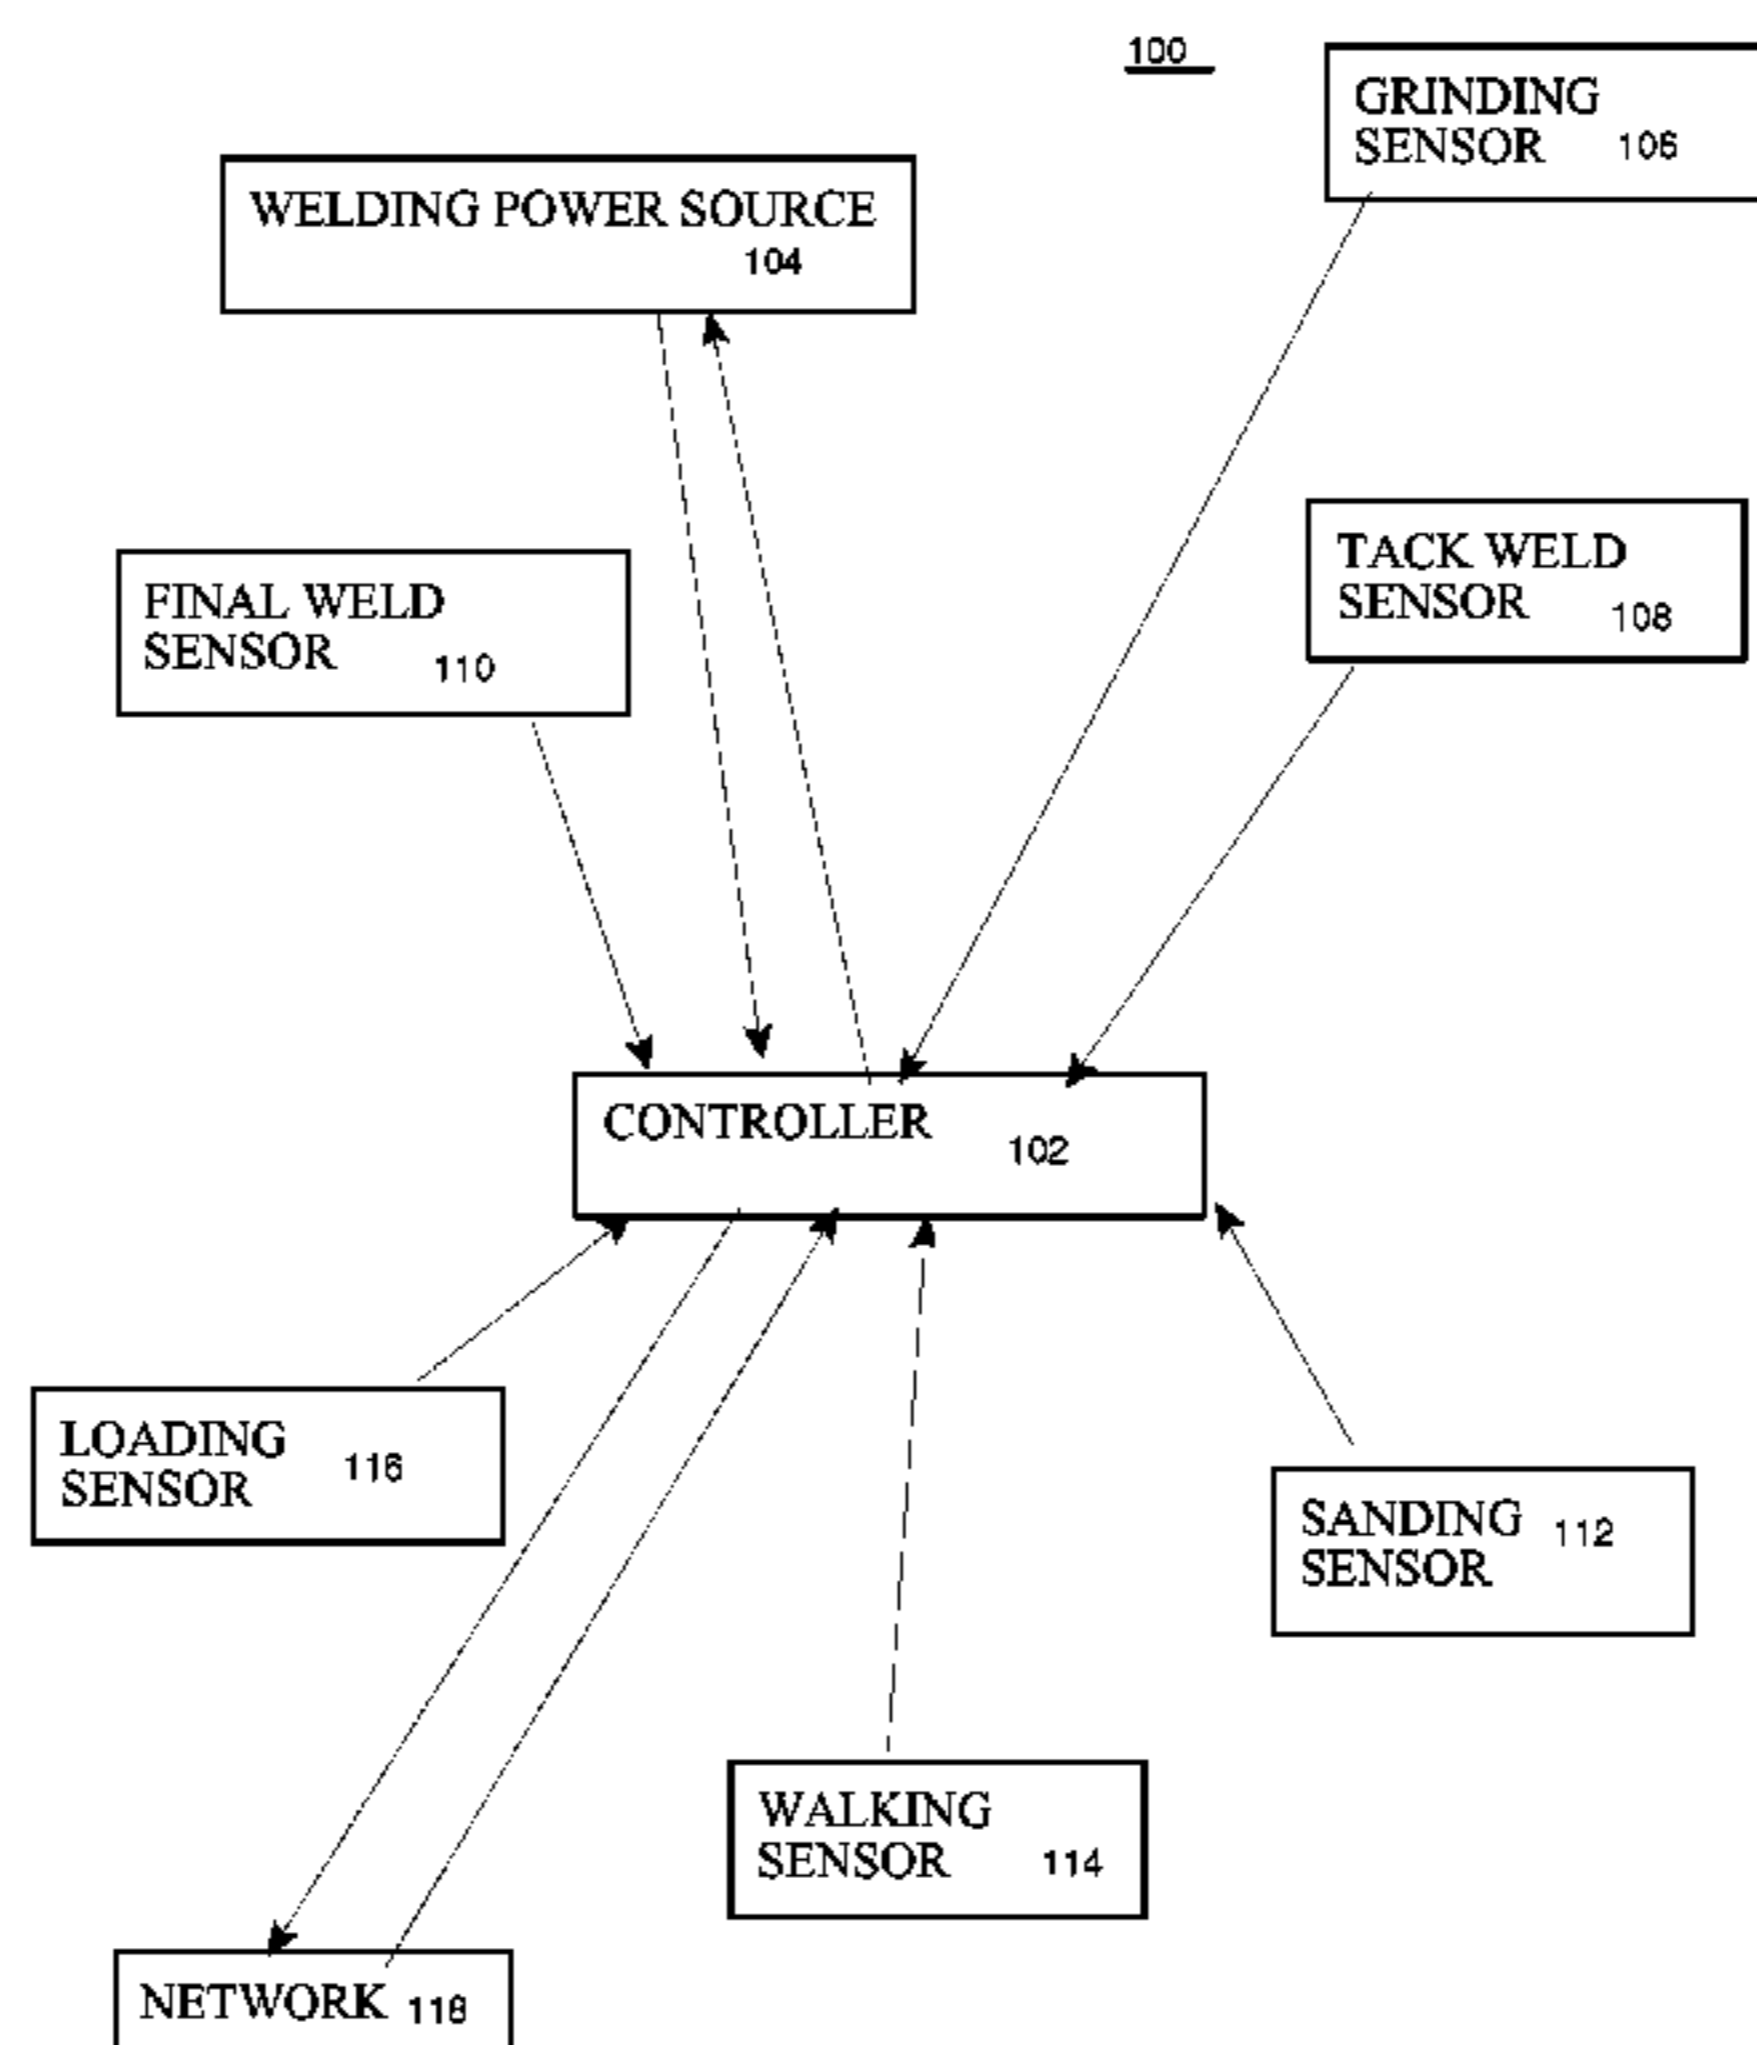 100
GRINDING
SENSOR 106
WELDING POWER SOURCE
104
TACK WELD
SENSOR 108
FINAL WELD
SENSOR 110
CONTROLLER 102
LOADING
SENSOR 116
SANDING 112
SENSOR
WALKING
SENSOR 114
NETWORK 118